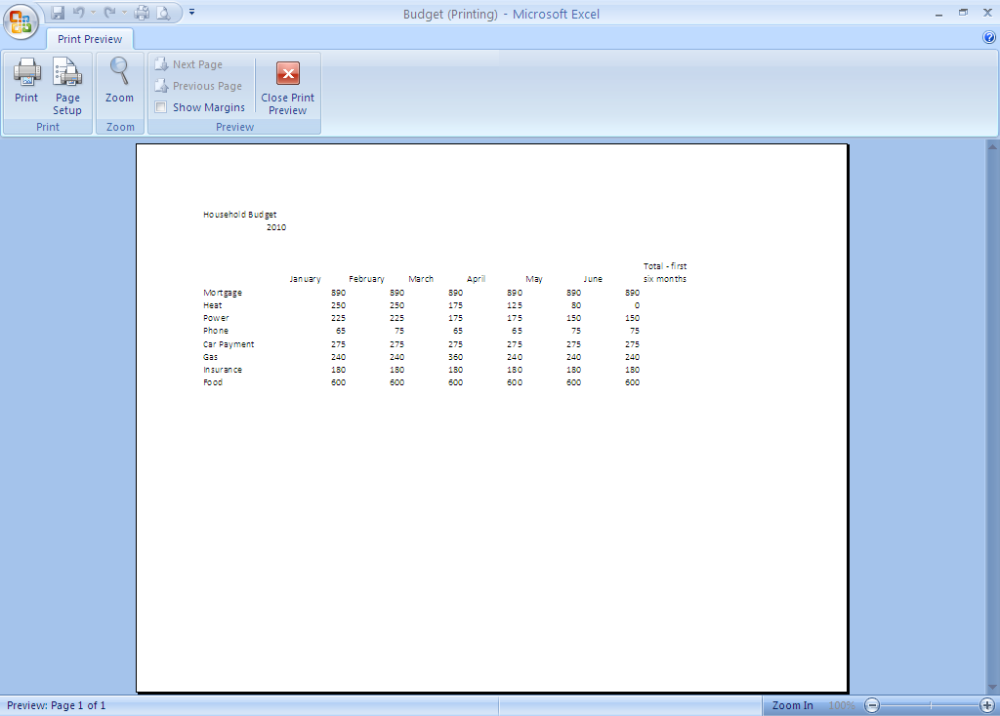 Budget (Printing) - Microsoft Excel
Print Preview
Print
Page Setup
Zoom
Next Page
Previous Page
Show Margins
Close Print Preview
Print
Zoom
Preview
Household Budget
2010
Total - first
January February March April May June six months
Mortgage 890 890 890 890 890 890
Heat 250 250 175 125 80 0
Power 225 225 175 175 150 150
Phone 65 75 65 65 75 75
Car Payment 275 275 275 275 275 275
Gas 240 240 360 240 240 240
Insurance 180 180 180 180 180 180
Food 600 600 600 600 600 600
Preview: Page 1 of 1
Zoom In 100%